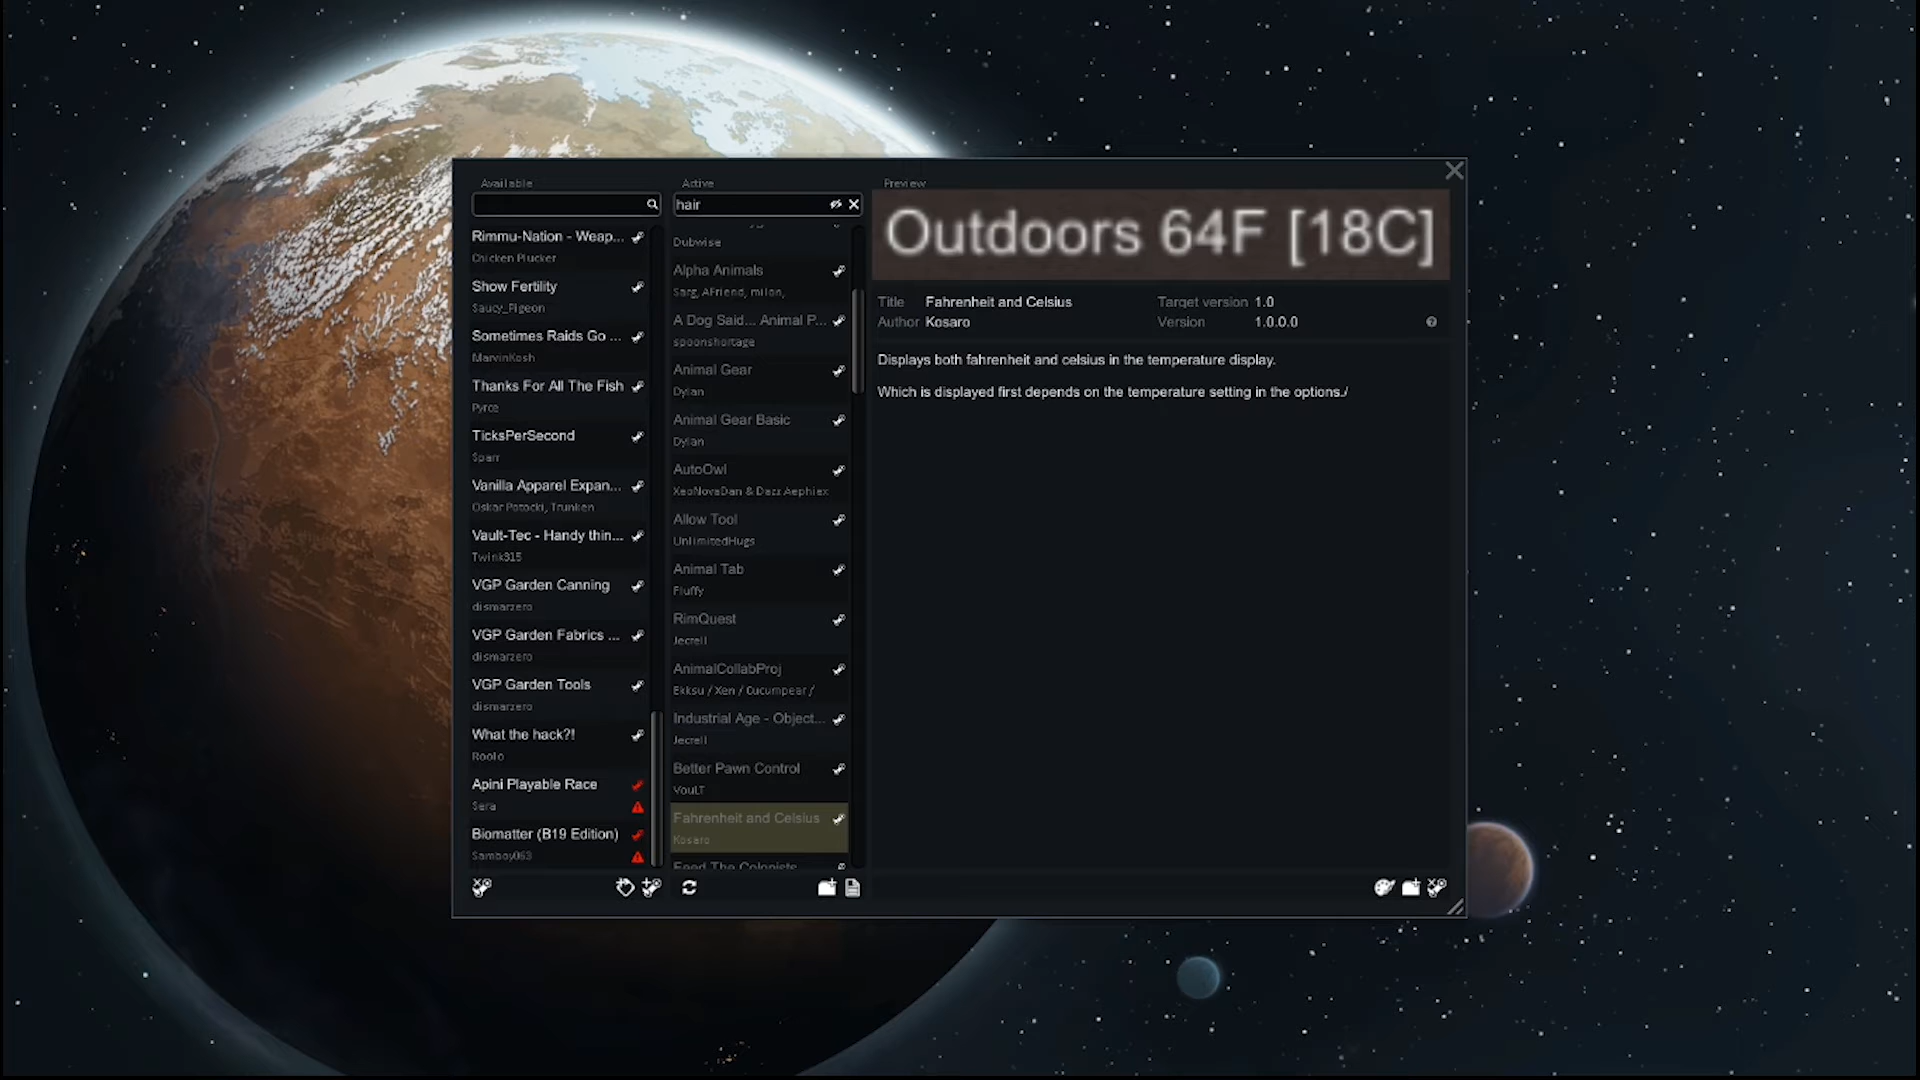 Available
Rimmu-Nation - Weap...
Chicken Plucker
Show Fertility
Saucy_Pigeon
Sometimes Raids Go ...
MarvinKosh
Thanks For All The Fish
Pyrce
TicksPerSecond
Sparr
Vanilla Apparel Expan...
Oskar Potocki, Trunken
Vault-Tec - Handy thin...
Twink315
VGP Garden Canning
dismarzero
VGP Garden Fabrics ...
dismarzero
VGP Garden Tools
dismarzero
What the hack?!
Roolo
Apini Playable Race
Sera
Biomatter (B19 Edition)
Samboy063
Active
hair
Dubwise
Alpha Animals
Sarg, AFriend, milon,
A Dog Said... Animal P...
spoonshortage
Animal Gear
Dylan
Animal Gear Basic
Dylan
AutoOwl
XeoNovaDan & Dazz Aephiex
Allow Tool
UnlimitedHugs
Animal Tab
Fluffy
RimQuest
Jecrell
AnimalCollabProj
Ekksu / Xen / Cucumpear /
Industrial Age - Object...
Jecrell
Better Pawn Control
VouLT
Fahrenheit and Celsius
Kosaro
Feed The Colonists
Preview
Outdoors 64F [18C]
Title Fahrenheit and Celsius Target version 1.0
Author Kosaro Version 1.0.0.0
Displays both fahrenheit and celsius in the temperature display.
Which is displayed first depends on the temperature setting in the options./